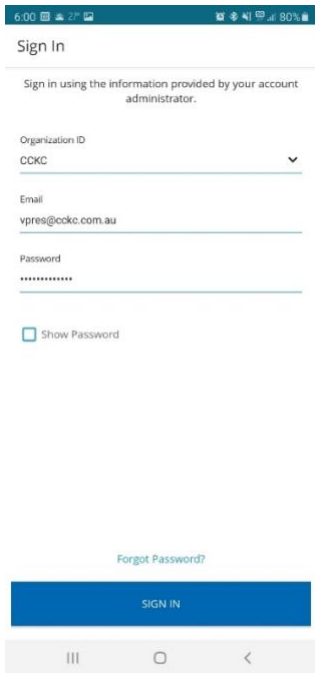 6:00 27° 80%
Sign In
Sign in using the information provided by your account
administrator.
Organization ID
CCKC
Email
vpres@cckc.com.au
Password
•••••••••••••
Show Password
Forgot Password?
SIGN IN